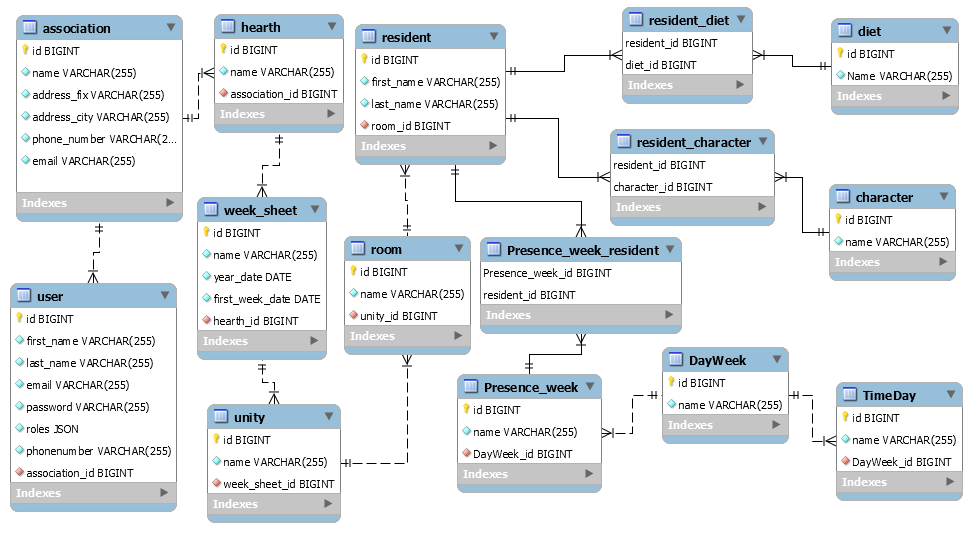 association
id BIGINT
name VARCHAR(255)
address_fix VARCHAR(255)
address_city VARCHAR(255)
phone_number VARCHAR(2...
email VARCHAR(255)
Indexes
hearth
id BIGINT
name VARCHAR(255)
association_id BIGINT
Indexes
resident
id BIGINT
first_name VARCHAR(255)
last_name VARCHAR(255)
room_id BIGINT
Indexes
resident_diet
resident_id BIGINT
diet_id BIGINT
Indexes
diet
id BIGINT
Name VARCHAR(255)
Indexes
resident_character
resident_id BIGINT
character_id BIGINT
Indexes
character
id BIGINT
name VARCHAR(255)
Indexes
week_sheet
id BIGINT
name VARCHAR(255)
year_date DATE
first_week_date DATE
hearth_id BIGINT
Indexes
room
id BIGINT
name VARCHAR(255)
unity_id BIGINT
Indexes
Presence_week_resident
Presence_week_id BIGINT
resident_id BIGINT
Indexes
user
id BIGINT
first_name VARCHAR(255)
last_name VARCHAR(255)
email VARCHAR(255)
password VARCHAR(255)
roles JSON
phonenumber VARCHAR(255)
association_id BIGINT
Indexes
unity
id BIGINT
name VARCHAR(255)
week_sheet_id BIGINT
Indexes
Presence_week
id BIGINT
name VARCHAR(255)
DayWeek_id BIGINT
Indexes
DayWeek
id BIGINT
name VARCHAR(255)
Indexes
TimeDay
id BIGINT
name VARCHAR(255)
DayWeek_id BIGINT
Indexes